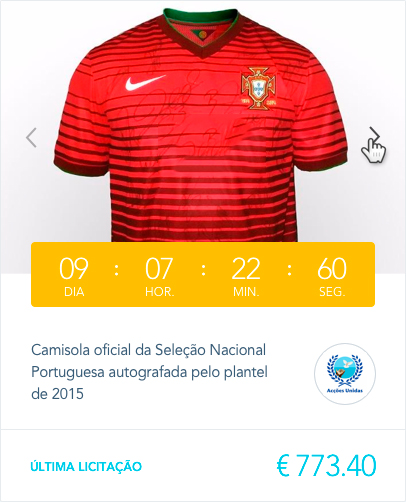 09 : 07 : 22 : 60
DIA HOR. MIN. SEG.
Camisola oficial da Seleção Nacional
Portuguesa autografada pelo plantel
de 2015
Acções Unidas
ÚLTIMA LICITAÇÃO
€ 773.40